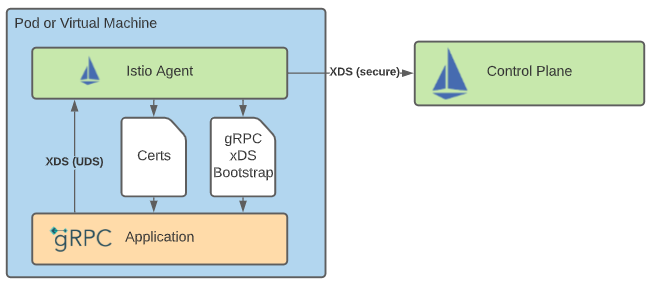 Pod or Virtual Machine
Istio Agent
XDS (secure)
Control Plane
XDS (UDS)
Certs
gRPC
xDS
Bootstrap
gRPC
Application